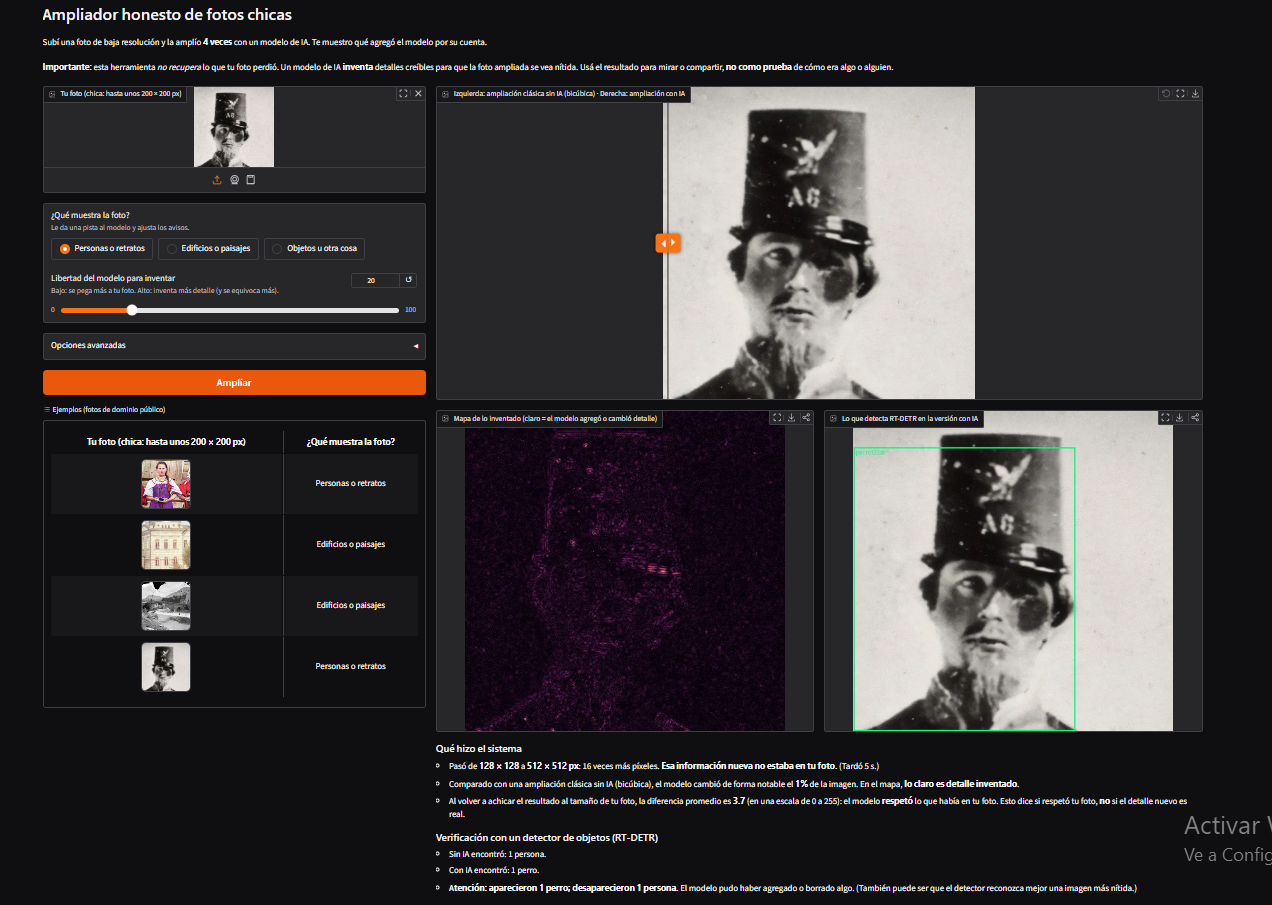 Ampliador honesto de fotos chicas
Subí una foto de baja resolución y la amplío 4 veces con un modelo de IA. Te muestro qué agregó el modelo por su cuenta.
Importante: esta herramienta no recupera lo que tu foto perdió. Un modelo de IA inventa detalles creíbles para que la foto ampliada se vea nítida. Usá el resultado para mirar o compartir, no como prueba de cómo era algo o alguien.
Tu foto (chica: hasta unos 200 × 200 px)
Izquierda: ampliación clásica sin IA (bicúbica) · Derecha: ampliación con IA
AG
¿Qué muestra la foto?
Le da una pista al modelo y ajusta los avisos.
Personas o retratos
Edificios o paisajes
Objetos u otra cosa
Libertad del modelo para inventar
20
Bajo: se pega más a tu foto. Alto: inventa más detalle (y se equivoca más).
0
100
Opciones avanzadas
Ampliar
Ejemplos (fotos de dominio público)
Tu foto (chica: hasta unos 200 × 200 px)
¿Qué muestra la foto?
Personas o retratos
Edificios o paisajes
Edificios o paisajes
Personas o retratos
Mapa de lo inventado (claro = el modelo agregó o cambió detalle)
Lo que detecta RT-DETR en la versión con IA
AG
Qué hizo el sistema
Pasó de 128 × 128 a 512 × 512 px: 16 veces más píxeles. Esa información nueva no estaba en tu foto. (Tardó 5 s.)
Comparado con una ampliación clásica sin IA (bicúbica), el modelo cambió de forma notable el 1% de la imagen. En el mapa, lo claro es detalle inventado.
Al volver a achicar el resultado al tamaño de tu foto, la diferencia promedio es 3.7 (en una escala de 0 a 255): el modelo respetó lo que había en tu foto. Esto dice si respetó tu foto, no si el detalle nuevo es
real.
Verificación con un detector de objetos (RT-DETR)
Sin IA encontró: 1 persona.
Con IA encontró: 1 perro.
Atención: aparecieron 1 perro; desaparecieron 1 persona. El modelo pudo haber agregado o borrado algo. (También puede ser que el detector reconozca mejor una imagen más nítida.)
Activar
Ve a Config